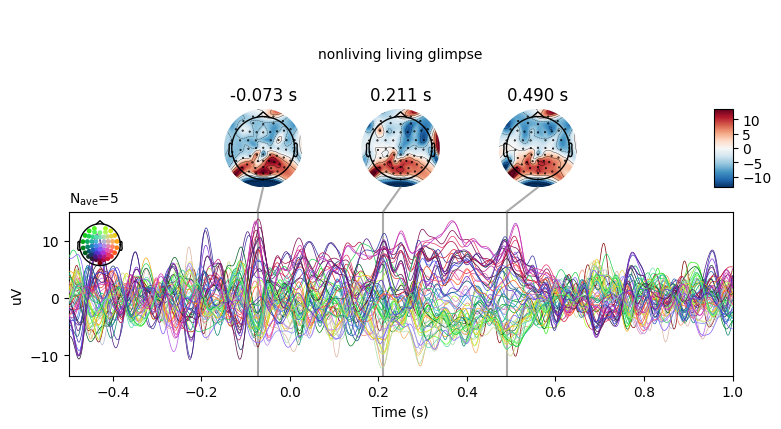 nonliving living glimpse
-0.073 s 0.211 s 0.490 s
10
5
0
−5
−10
Nave=5
10
0
−10
uV
−0.4 −0.2 0.0 0.2 0.4 0.6 0.8 1.0
Time (s)